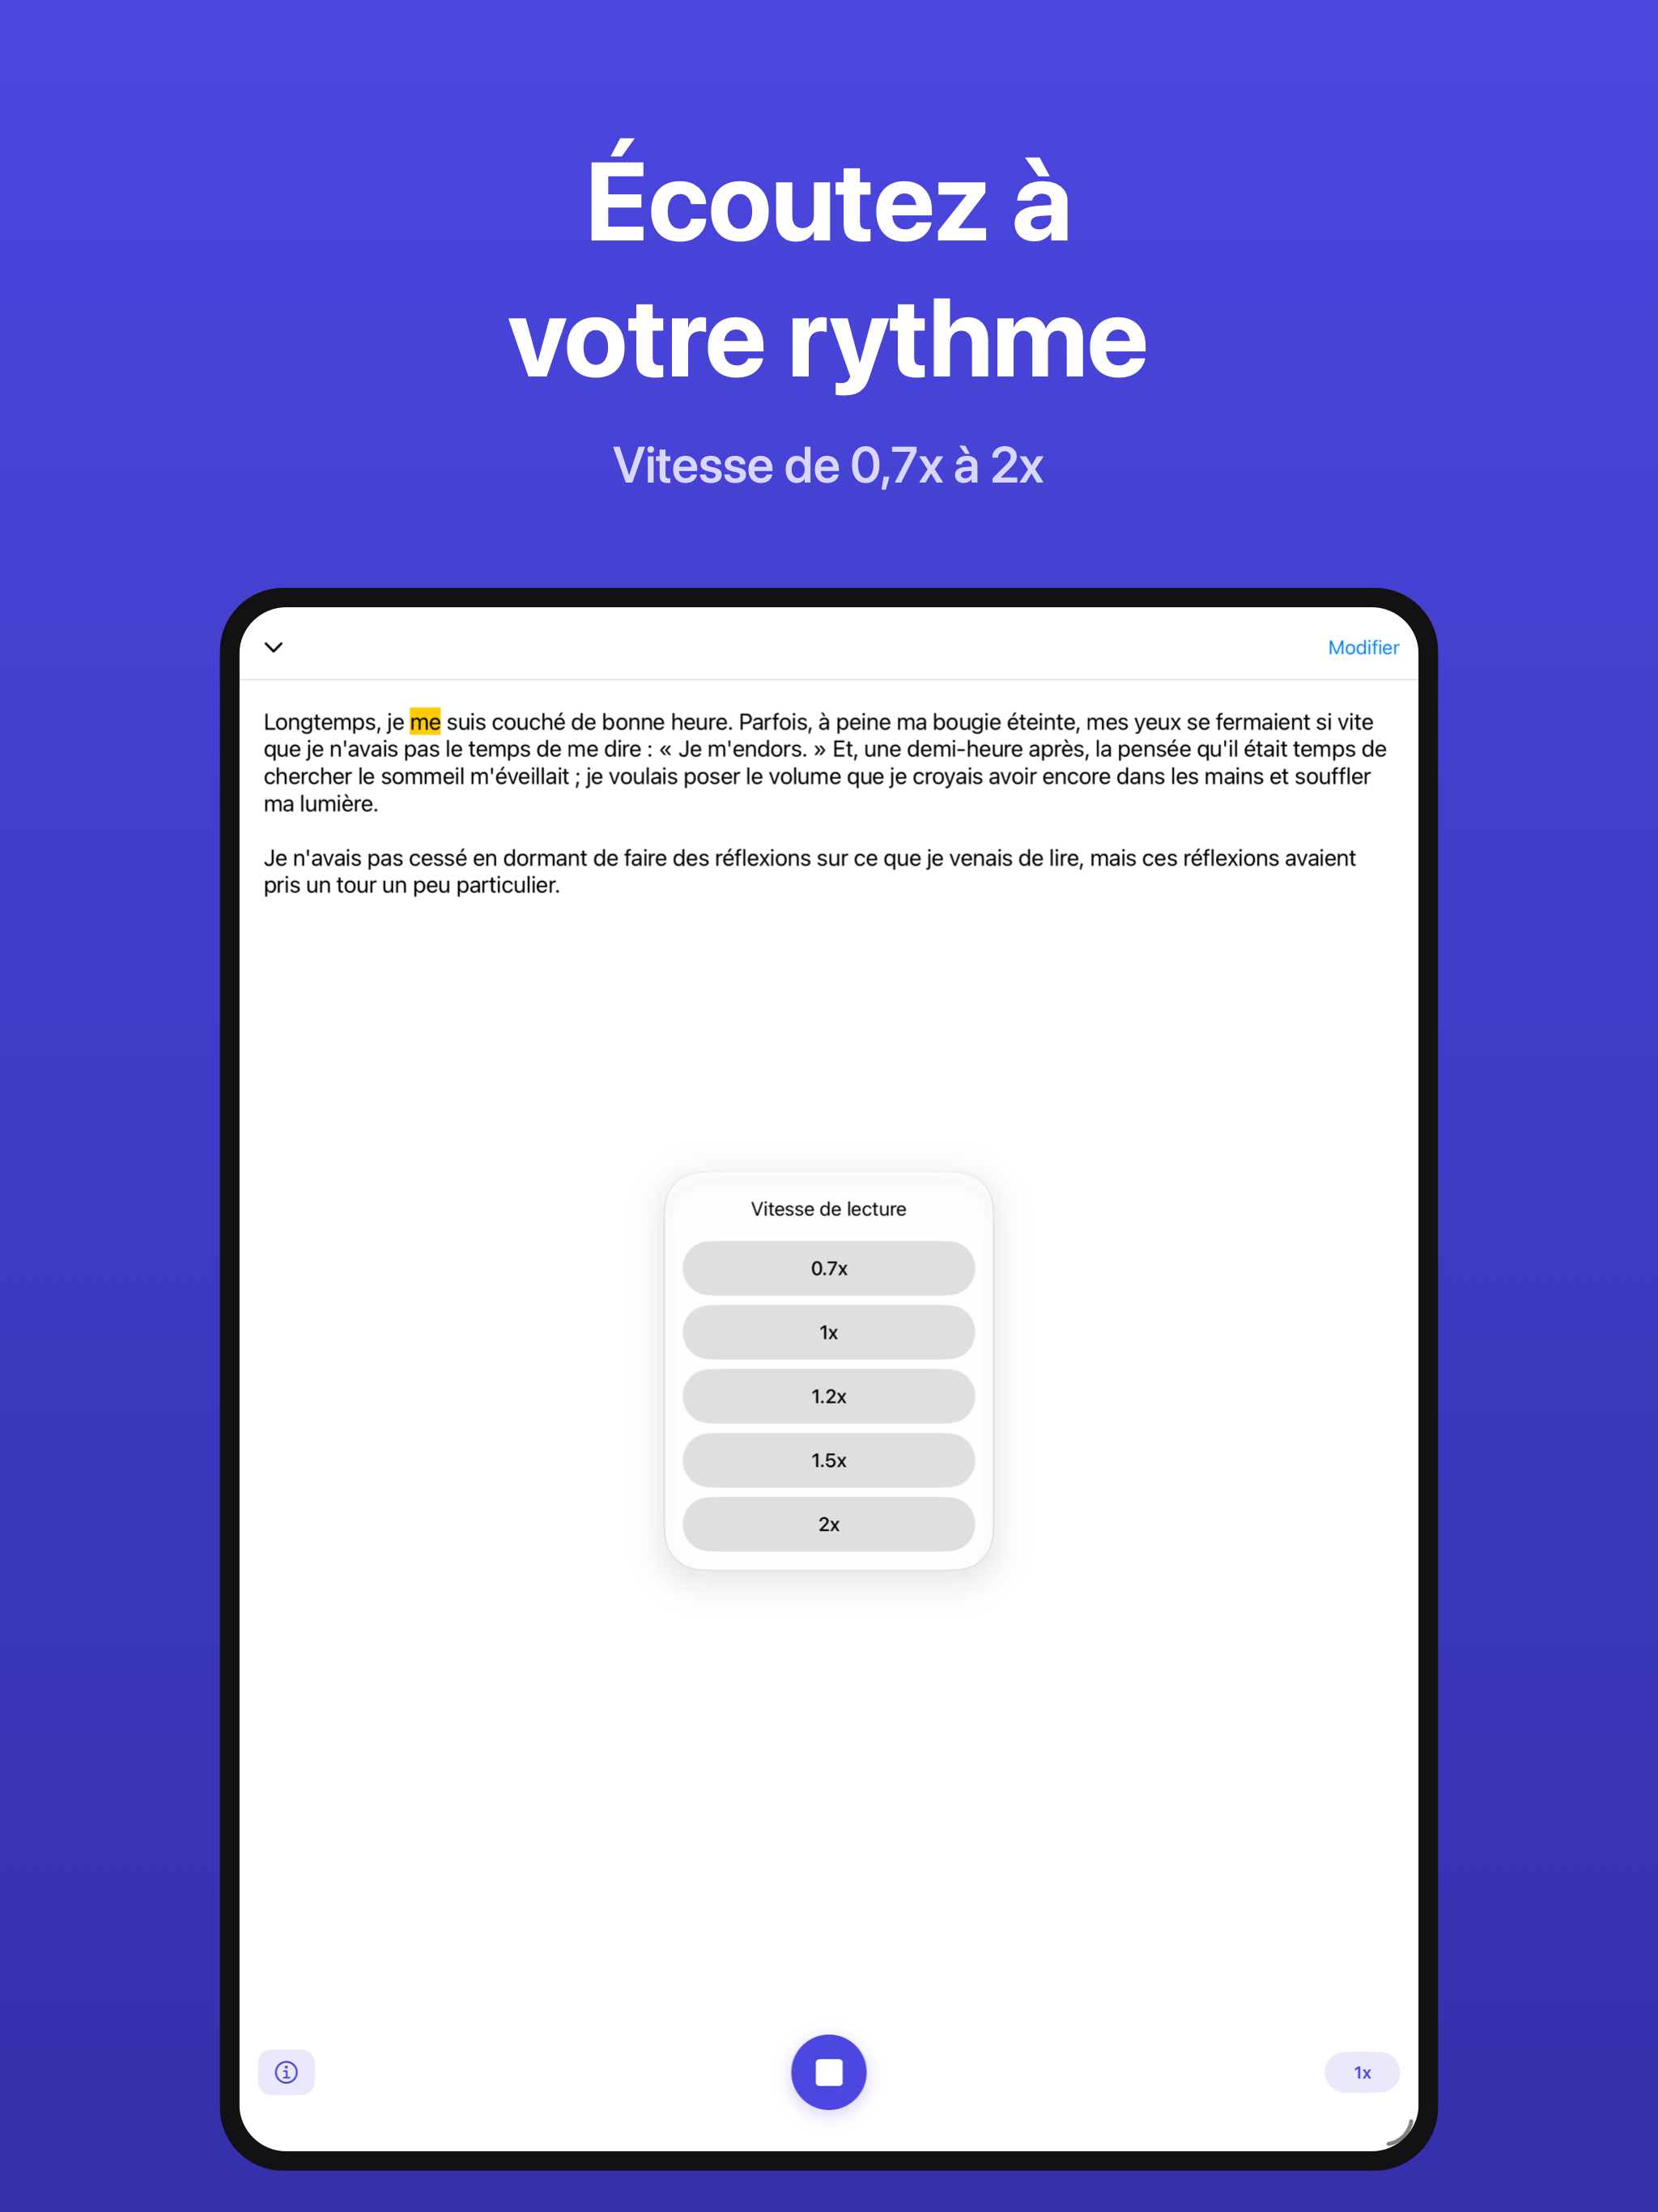 Écoutez à
votre rythme
Vitesse de 0,7x à 2x
Modifier
Longtemps, je me suis couché de bonne heure. Parfois, à peine ma bougie éteinte, mes yeux se fermaient si vite
que je n'avais pas le temps de me dire : « Je m'endors. » Et, une demi-heure après, la pensée qu'il était temps de
chercher le sommeil m'éveillait ; je voulais poser le volume que je croyais avoir encore dans les mains et souffler
ma lumière.
Je n'avais pas cessé en dormant de faire des réflexions sur ce que je venais de lire, mais ces réflexions avaient
pris un tour un peu particulier.
Vitesse de lecture
0.7x
1x
1.2x
1.5x
2x
1x